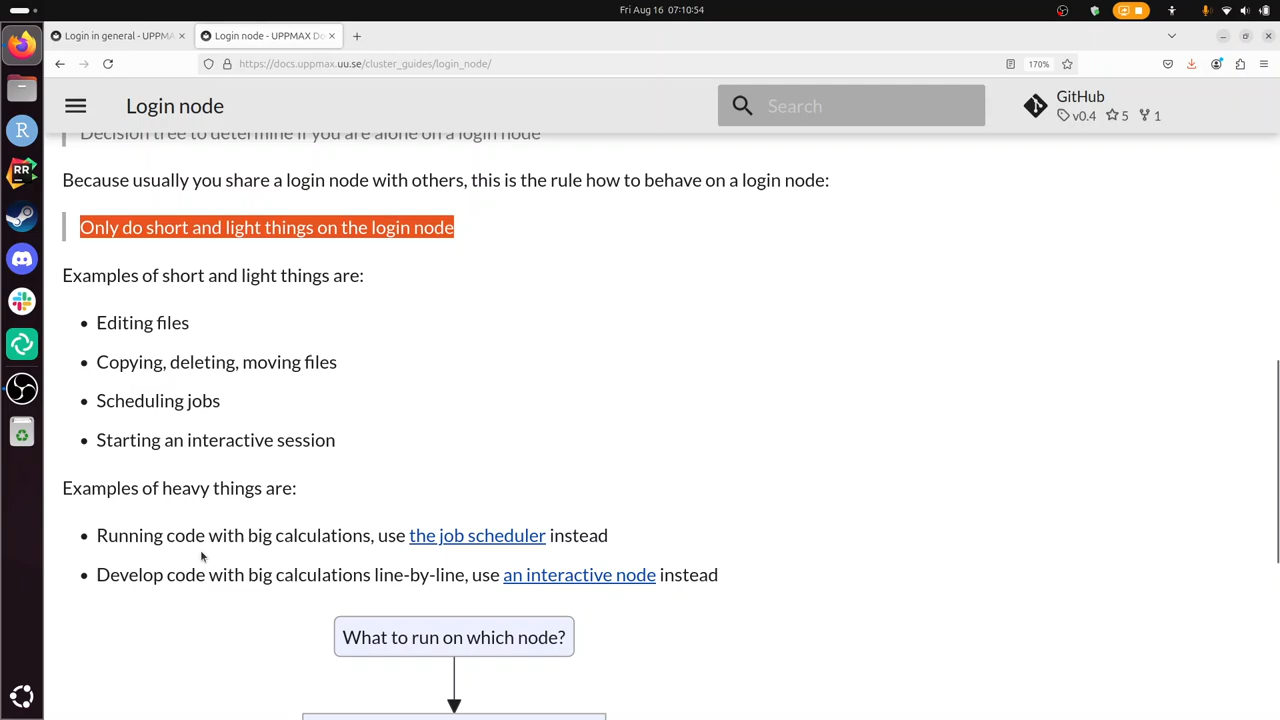 Fri Aug 16 07:10:54
Login in general - UPPMA
Login node - UPPMAX Do
https://docs.uppmax.uu.se/cluster_guides/login_node/
170%
Login node
Search
GitHub
v0.4 5 1
Decision tree to determine if you are alone on a login node
Because usually you share a login node with others, this is the rule how to behave on a login node:
Only do short and light things on the login node
Examples of short and light things are:
Editing files
Copying, deleting, moving files
Scheduling jobs
Starting an interactive session
Examples of heavy things are:
Running code with big calculations, use the job scheduler instead
Develop code with big calculations line-by-line, use an interactive node instead
What to run on which node?